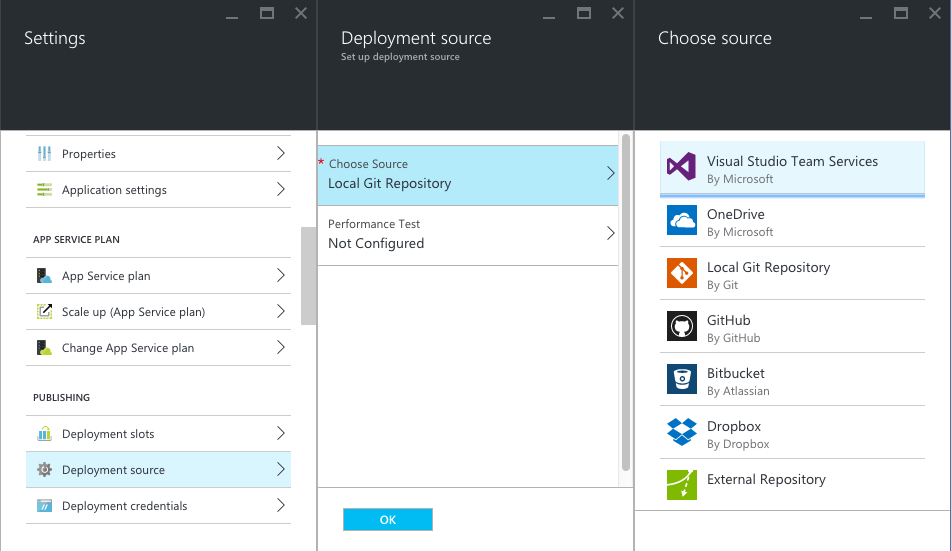 Settings
Properties
Application settings
APP SERVICE PLAN
App Service plan
Scale up (App Service plan)
Change App Service plan
PUBLISHING
Deployment slots
Deployment source
Deployment credentials
Deployment source
Set up deployment source
* Choose Source
Local Git Repository
Performance Test
Not Configured
OK
Choose source
Visual Studio Team Services
By Microsoft
OneDrive
By Microsoft
Local Git Repository
By Git
GitHub
By GitHub
Bitbucket
By Atlassian
Dropbox
By Dropbox
External Repository